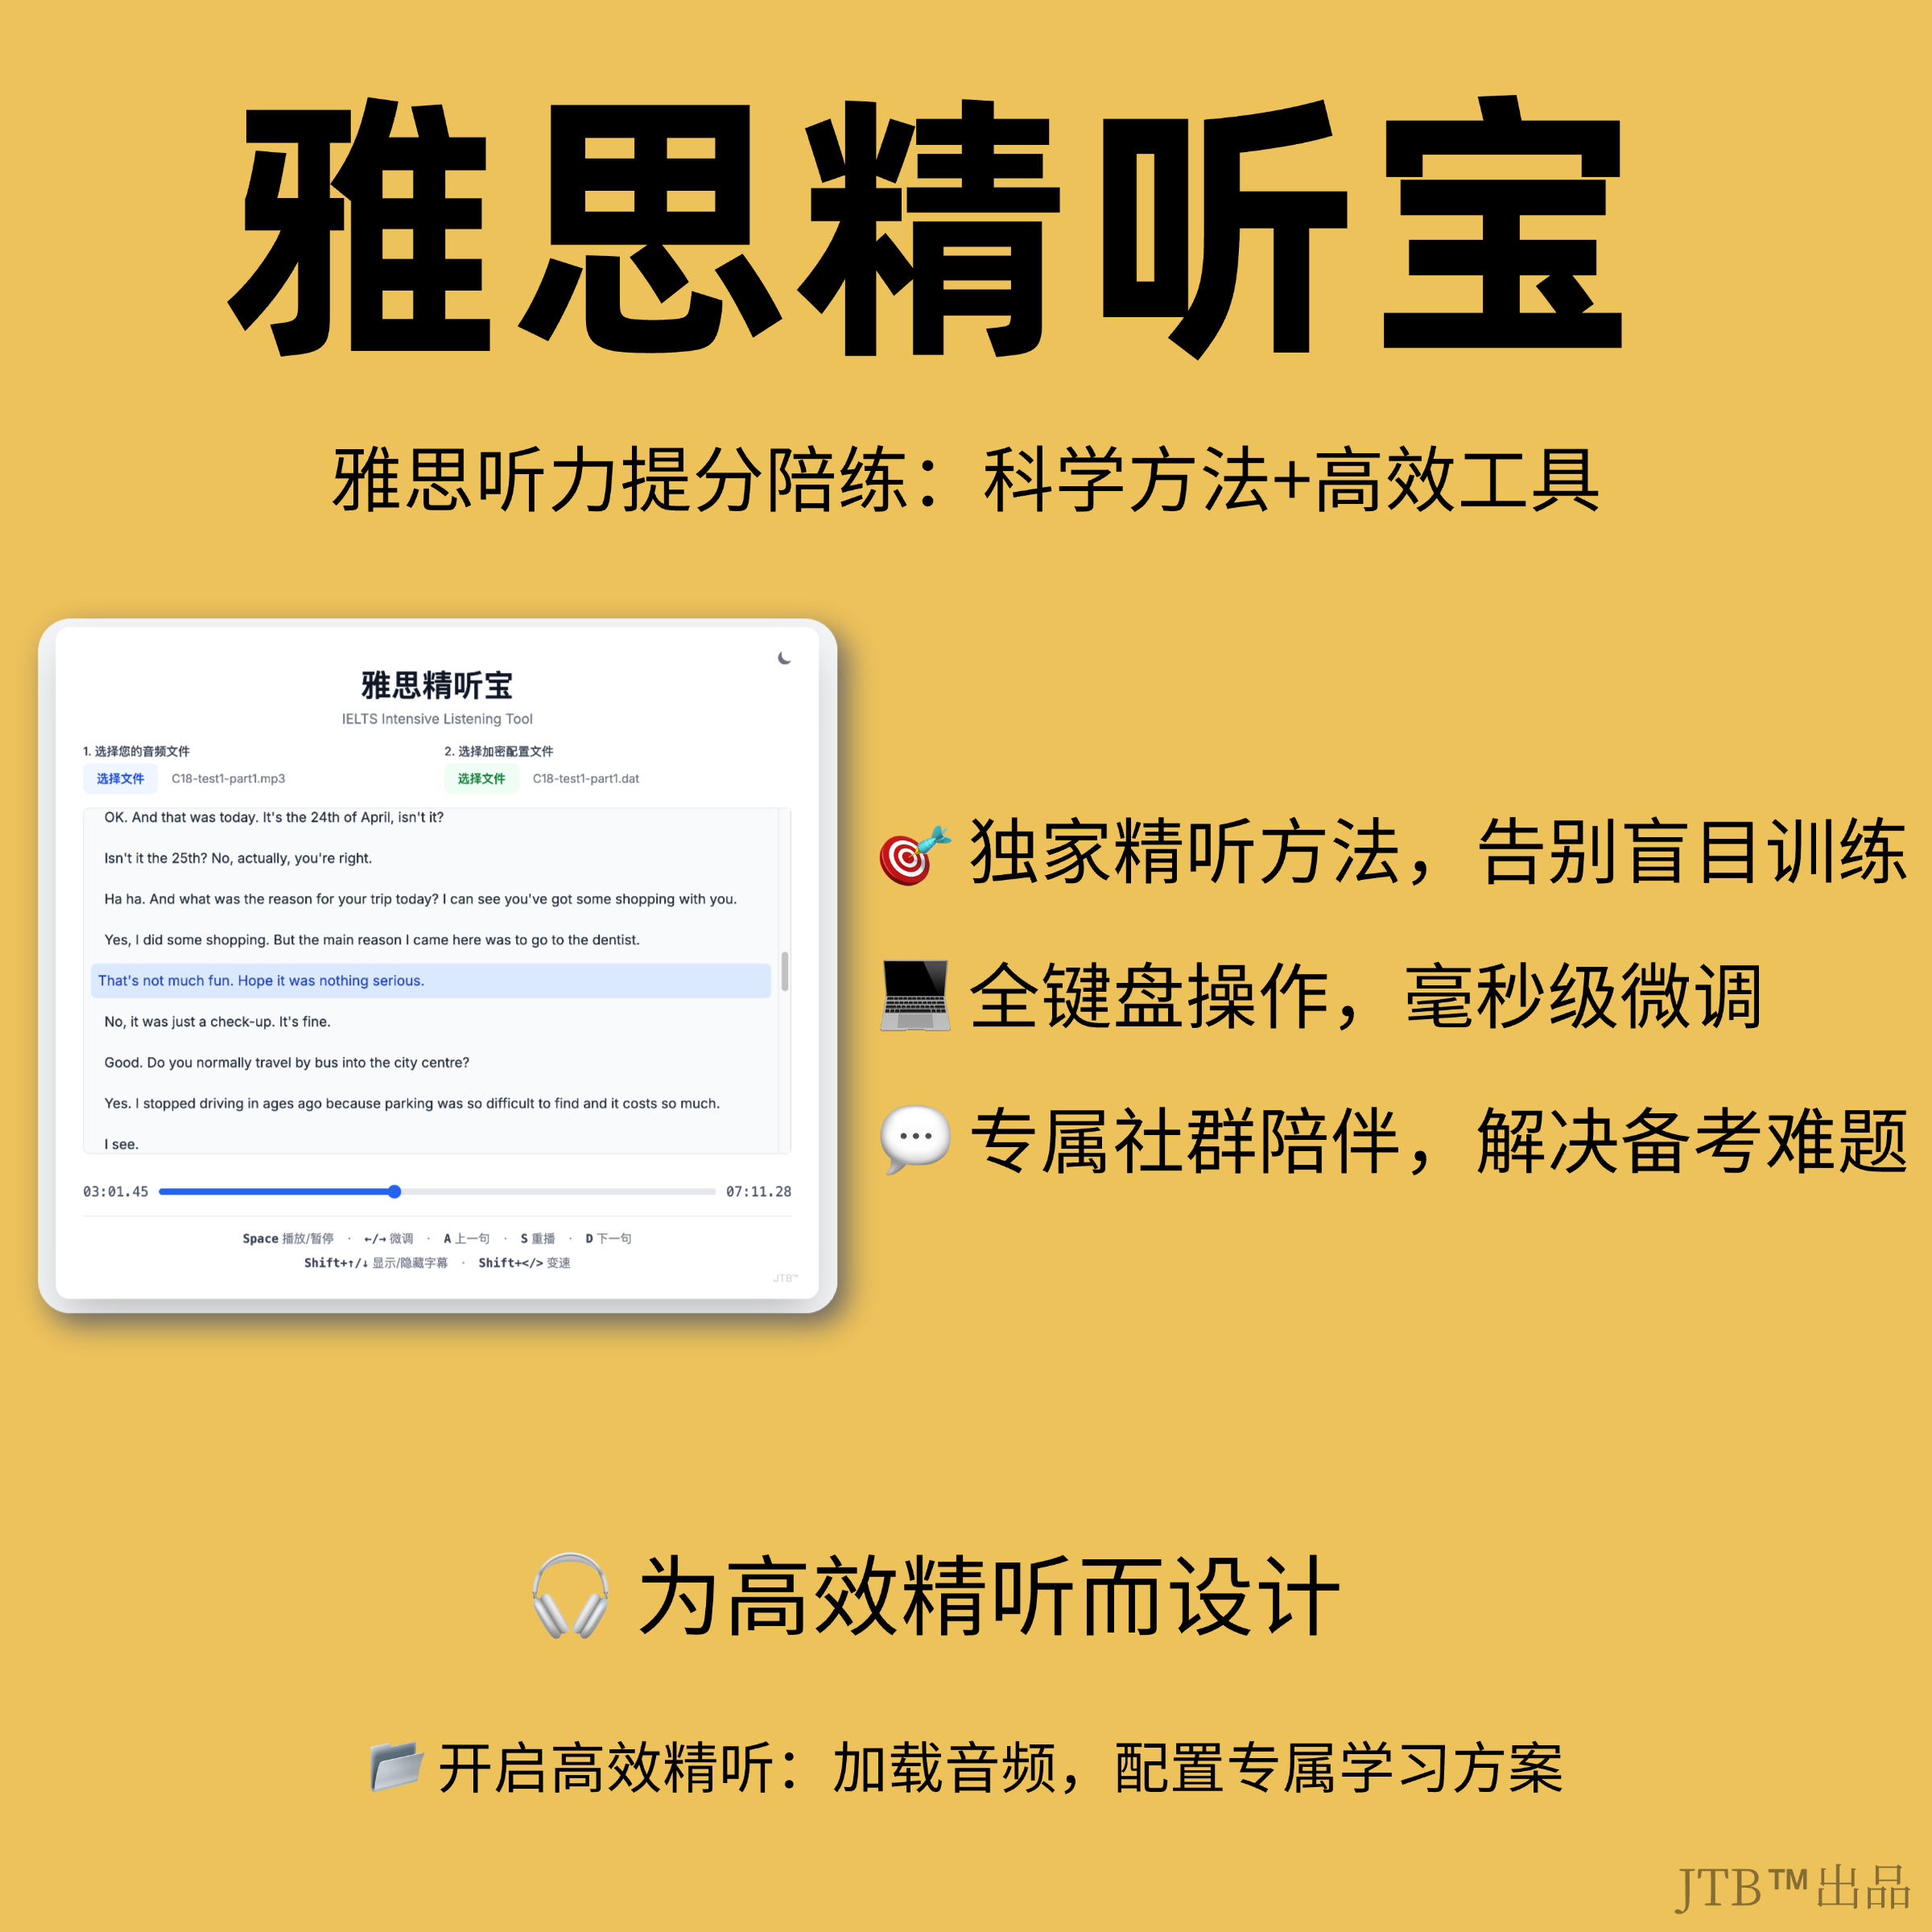 雅思精听宝
雅思听力提分陪练：科学方法+高效工具
雅思精听宝
IELTS Intensive Listening Tool
1. 选择您的音频文件
选择文件 C18-test1-part1.mp3
2. 选择加密配置文件
选择文件 C18-test1-part1.dat
OK. And that was today. It's the 24th of April, isn't it?
Isn't it the 25th? No, actually, you're right.
Ha ha. And what was the reason for your trip today? I can see you've got some shopping with you.
Yes, I did some shopping. But the main reason I came here was to go to the dentist.
That's not much fun. Hope it was nothing serious.
No, it was just a check-up. It's fine.
Good. Do you normally travel by bus into the city centre?
Yes. I stopped driving in ages ago because parking was so difficult to find and it costs so much.
I see.
03:01.45 07:11.28
Space 播放/暂停 · ←/→ 微调 · A 上一句 · S 重播 · D 下一句
Shift+↑/↓ 显示/隐藏字幕 · Shift+</> 变速
JTB™
🎯 独家精听方法，告别盲目训练
💻 全键盘操作，毫秒级微调
💬 专属社群陪伴，解决备考难题
🎧 为高效精听而设计
📂 开启高效精听：加载音频，配置专属学习方案
JTB™出品